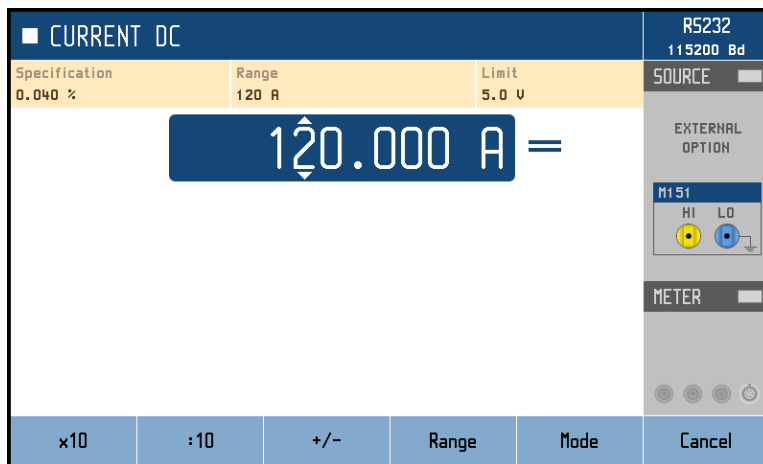 CURRENT DC
RS232
115200 Bd
Specification
0.040 %
Range
120 A
Limit
5.0 V
120.000 A
SOURCE
EXTERNAL
OPTION
M151
HI LO
METER
x10
:10
+/-
Range
Mode
Cancel